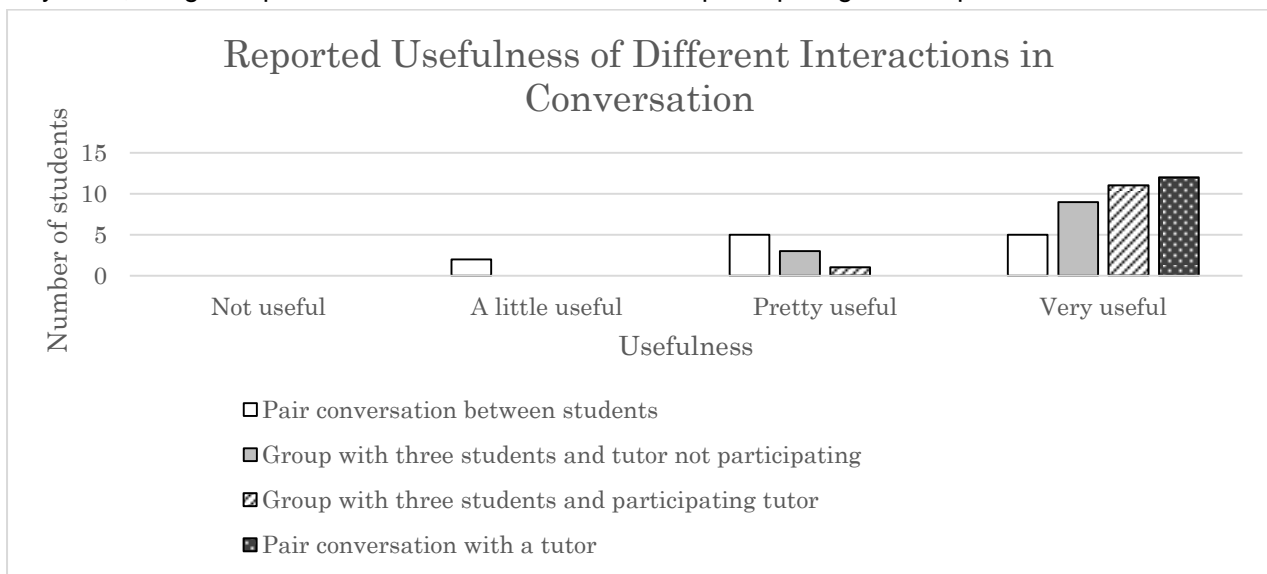 Reported Usefulness of Different Interactions in
Conversation
Number of students
15
10
5
0
Not useful A little useful Pretty useful Very useful
Usefulness
Pair conversation between students
Group with three students and tutor not participating
Group with three students and participating tutor
Pair conversation with a tutor